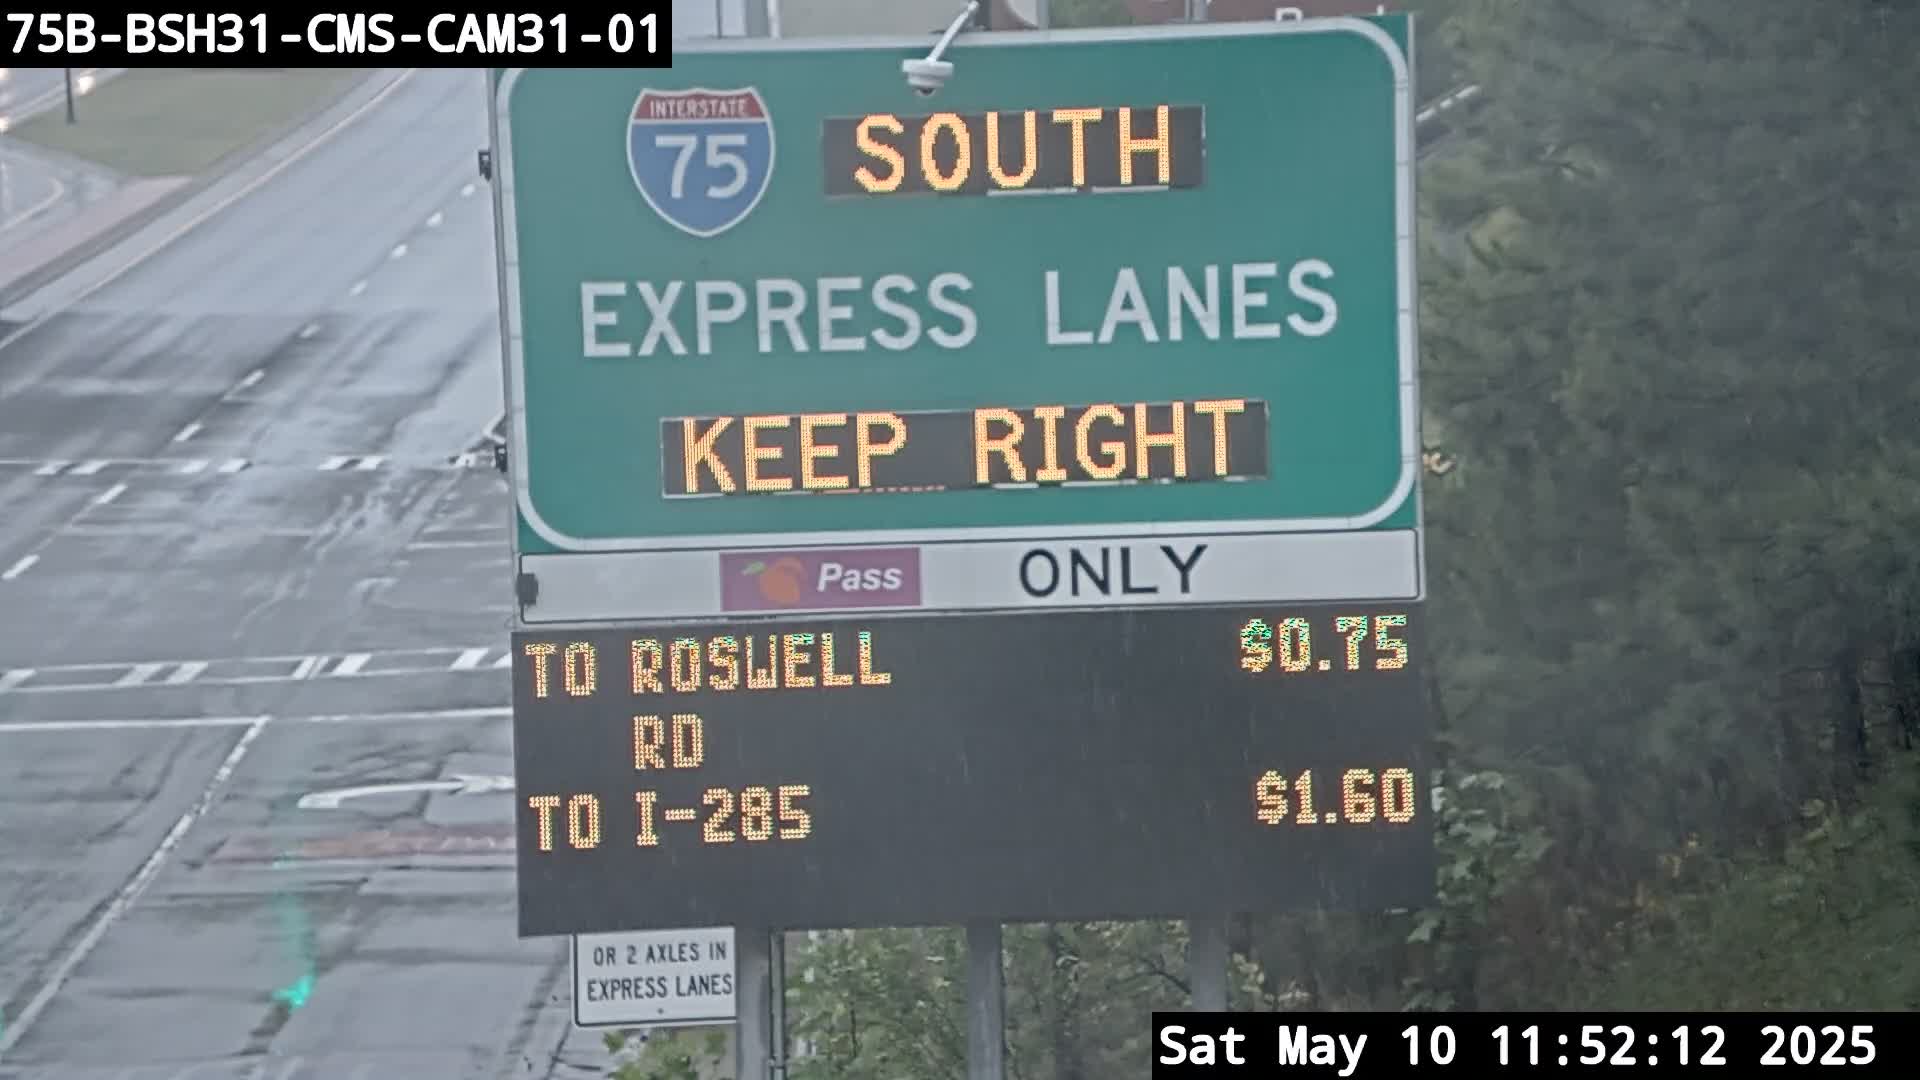 75B-BSH31-CMS-CAM31-01
INTERSTATE
75
SOUTH
EXPRESS LANES
KEEP RIGHT
Pass ONLY
TO ROSWELL $0.75
RD
TO I-285 $1.60
OR 2 AXLES IN
EXPRESS LANES
Sat May 10 11:52:12 2025